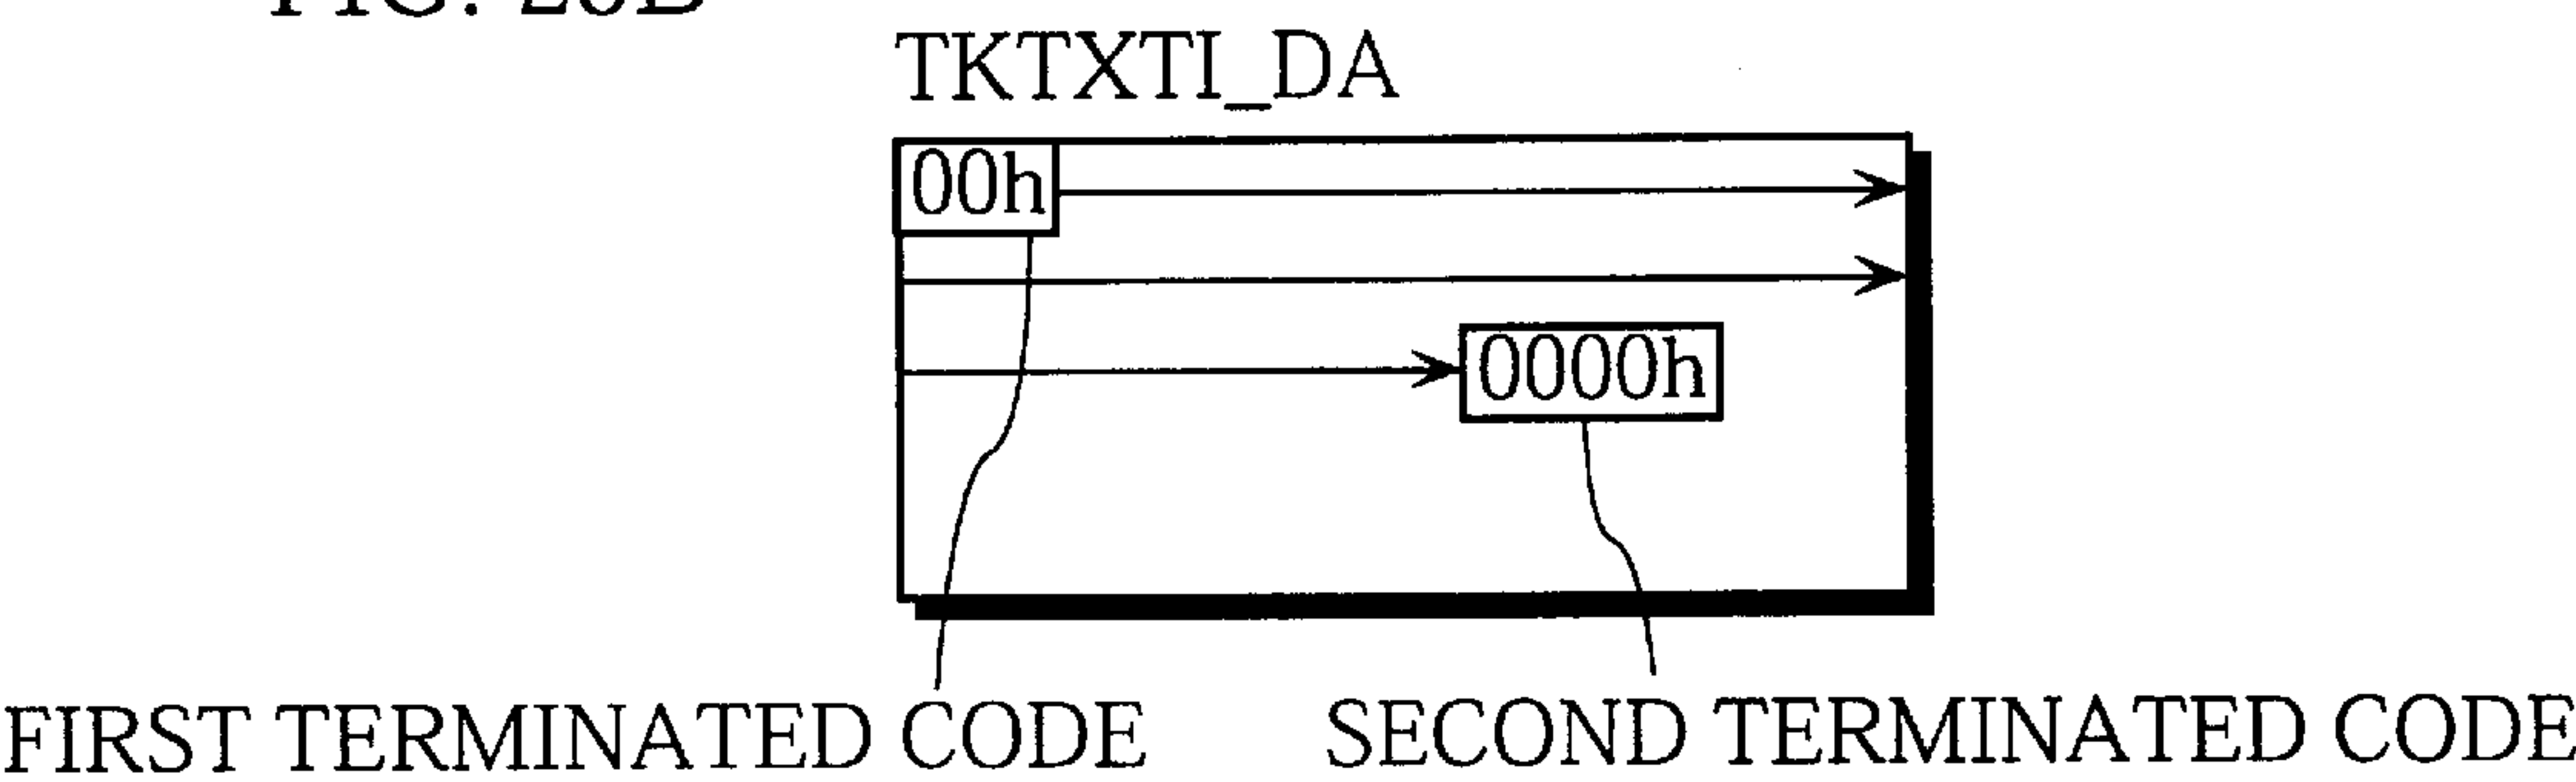 TKTXTI_DA
00h
0000h
FIRST TERMINATED CODE
SECOND TERMINATED CODE